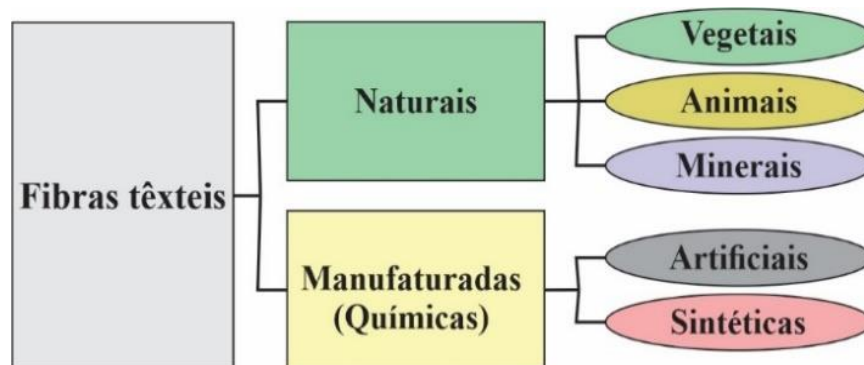 Fibras têxteis
Naturais
Vegetais
Animais
Minerais
Manufaturadas
(Químicas)
Artificiais
Sintéticas